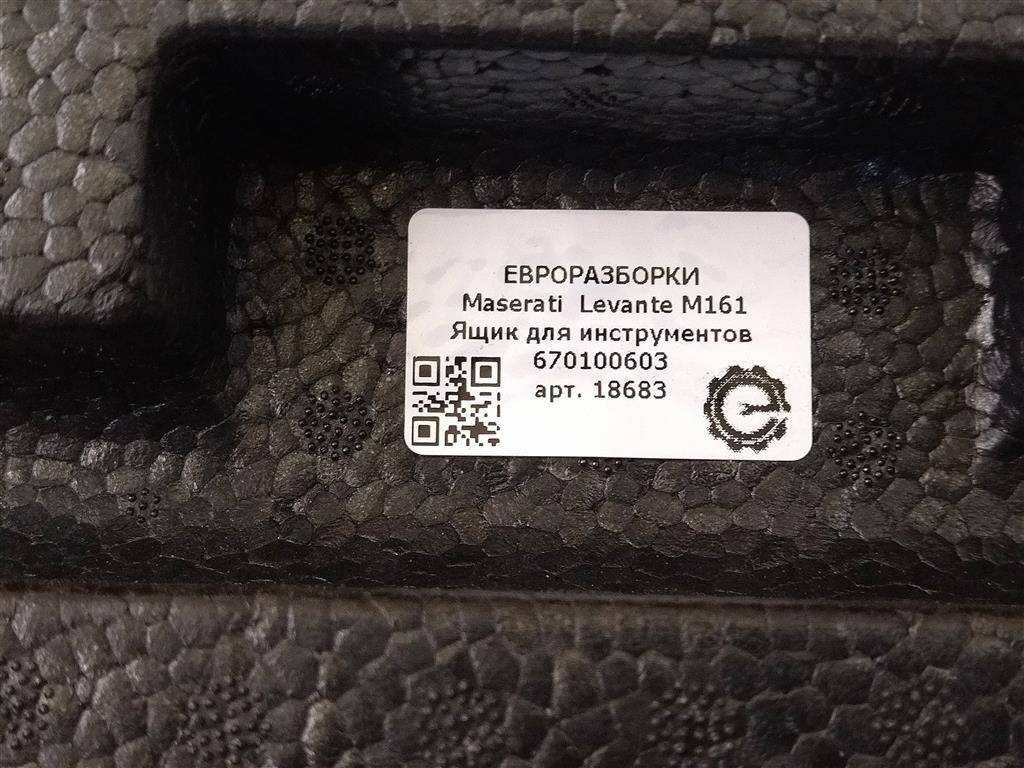 ЕВРОРАЗБОРКИ
Maserati Levante M161
Ящик для инструментов
670100603
арт. 18683